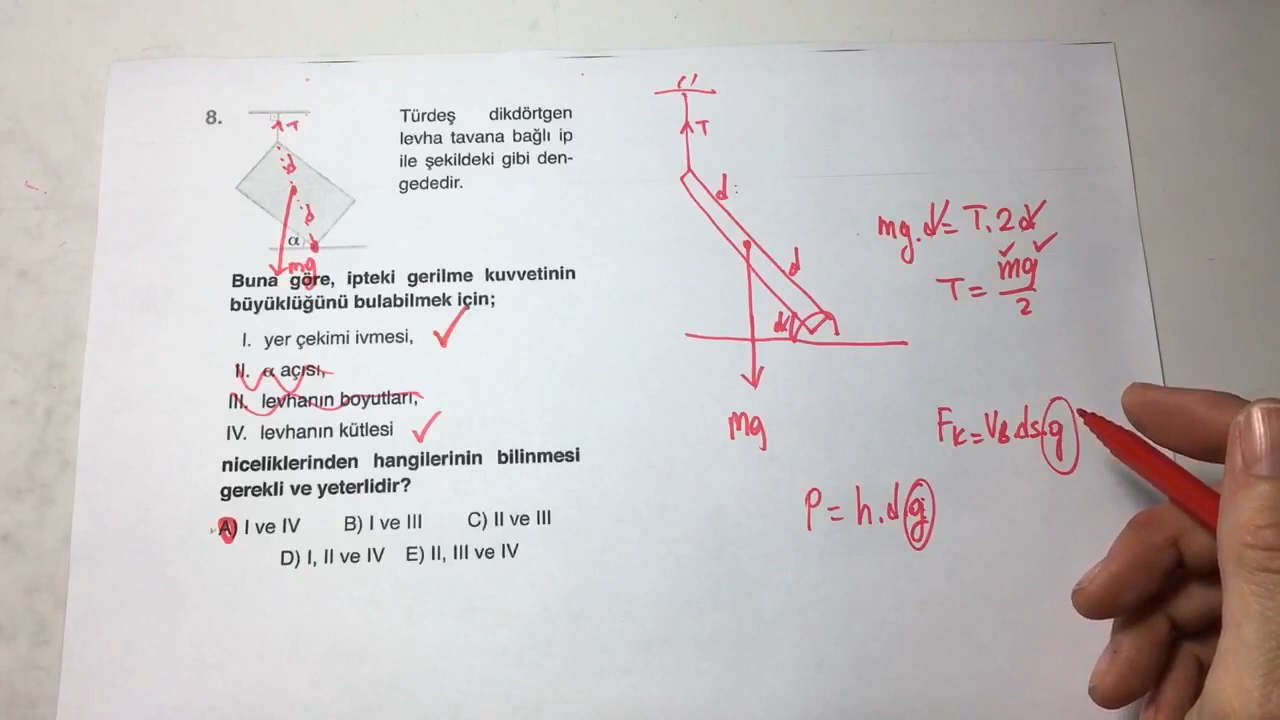 8.
T
d
d
α
mg
Türdeş dikdörtgen
levha tavana bağlı ip
ile şekildeki gibi den-
gededir.
Buna göre, ipteki gerilme kuvvetinin
büyüklüğünü bulabilmek için;
I. yer çekimi ivmesi,
II. α açısı,
III. levhanın boyutları,
IV. levhanın kütlesi
niceliklerinden hangilerinin bilinmesi
gerekli ve yeterlidir?
A) I ve IV B) I ve III C) II ve III
D) I, II ve IV E) II, III ve IV
T
d
d
α
mg
mg.d = T.2d
T = mg/2
FK = VB.ds.g
P = h.d.g